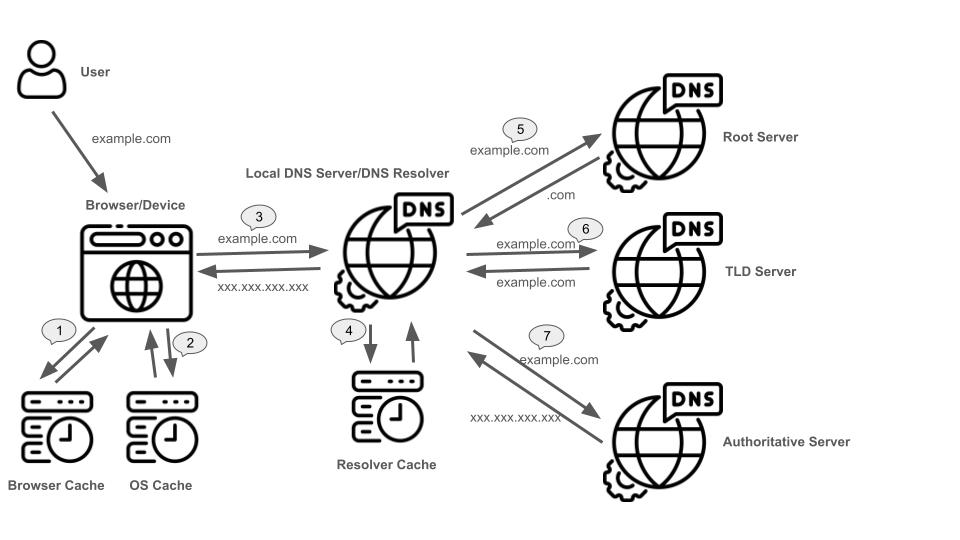 User
example.com
Browser/Device
1
2
Browser Cache
OS Cache
3
example.com
xxx.xxx.xxx.xxx
Local DNS Server/DNS Resolver
DNS
4
Resolver Cache
5
example.com
.com
DNS
Root Server
6
example.com
example.com
DNS
TLD Server
7
example.com
xxx.xxx.xxx.xxx
DNS
Authoritative Server